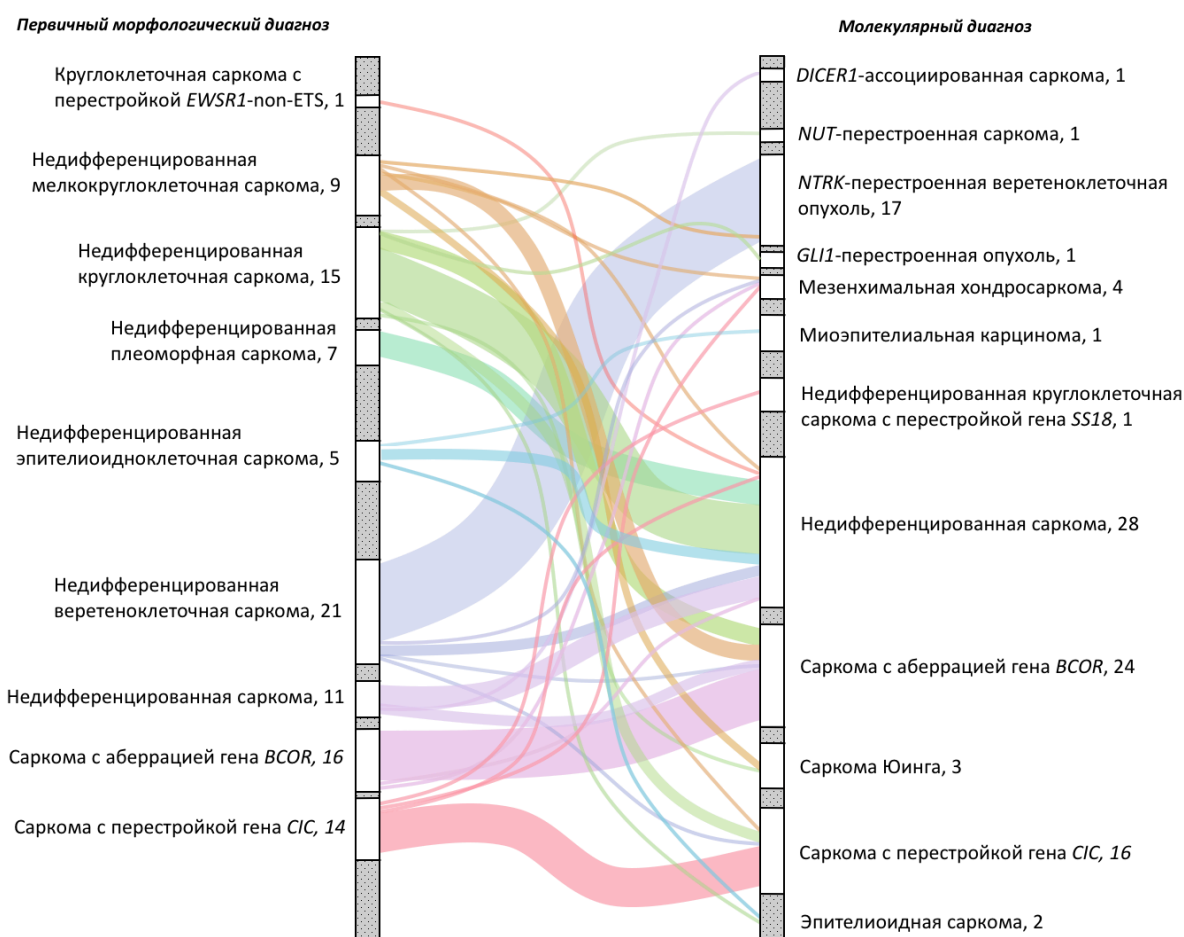 Первичный морфологический диагноз
Круглоклеточная саркома с
перестройкой EWSR1-non-ETS, 1
Недифференцированная
мелкокруглоклеточная саркома, 9
Недифференцированная
круглоклеточная саркома, 15
Недифференцированная
плеоморфная саркома, 7
Недифференцированная
эпителиоидноклеточная саркома, 5
Недифференцированная
веретеноклеточная саркома, 21
Недифференцированная саркома, 11
Саркома с аберрацией гена BCOR, 16
Саркома с перестройкой гена CIC, 14
Молекулярный диагноз
DICER1-ассоциированная саркома, 1
NUT-перестроенная саркома, 1
NTRK-перестроенная веретеноклеточная
опухоль, 17
GLI1-перестроенная опухоль, 1
Мезенхимальная хондросаркома, 4
Миоэпителиальная карцинома, 1
Недифференцированная круглоклеточная
саркома с перестройкой гена SS18, 1
Недифференцированная саркома, 28
Саркома с аберрацией гена BCOR, 24
Саркома Юинга, 3
Саркома с перестройкой гена CIC, 16
Эпителиоидная саркома, 2